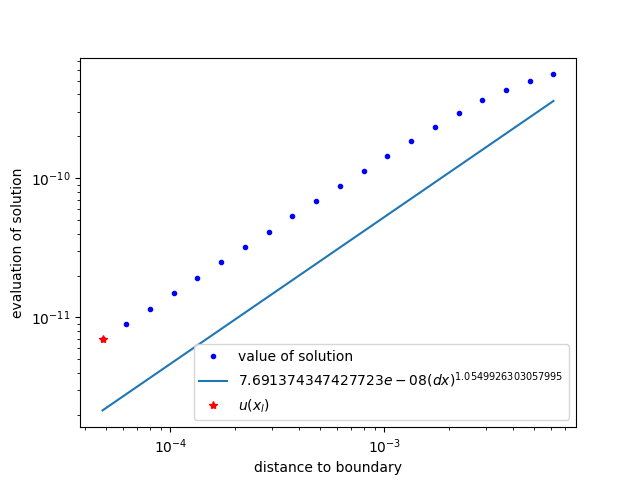 evaluation of solution
10⁻¹⁰
10⁻¹¹
value of solution
7.691374347427723e − 08(dx)^1.0549926303057995
u(x_l)
10⁻⁴
10⁻³
distance to boundary